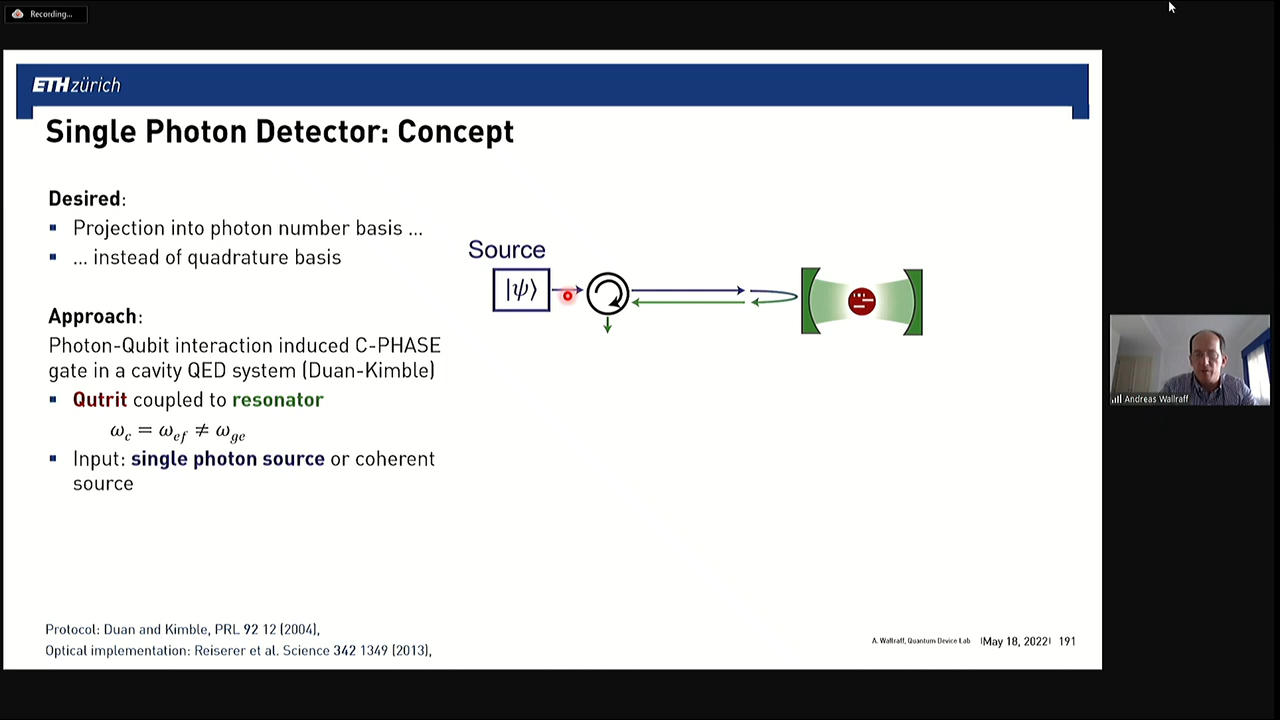 Recording...
ETH zürich
Single Photon Detector: Concept
Desired:
▪ Projection into photon number basis ...
▪ ... instead of quadrature basis
Approach:
Photon-Qubit interaction induced C-PHASE
gate in a cavity QED system (Duan-Kimble)
▪ Qutrit coupled to resonator
ω_c = ω_ef ≠ ω_ge
▪ Input: single photon source or coherent
source
Source
|ψ⟩
Andreas Wallraff
Protocol: Duan and Kimble, PRL 92 12 (2004),
Optical implementation: Reiserer et al. Science 342 1349 (2013),
A. Wallraff, Quantum Device Lab |May 18, 2022| 191